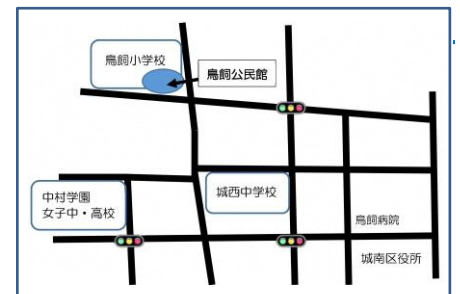 鳥飼小学校
鳥飼公民館
中村学園
女子中・高校
城西中学校
鳥飼病院
城南区役所